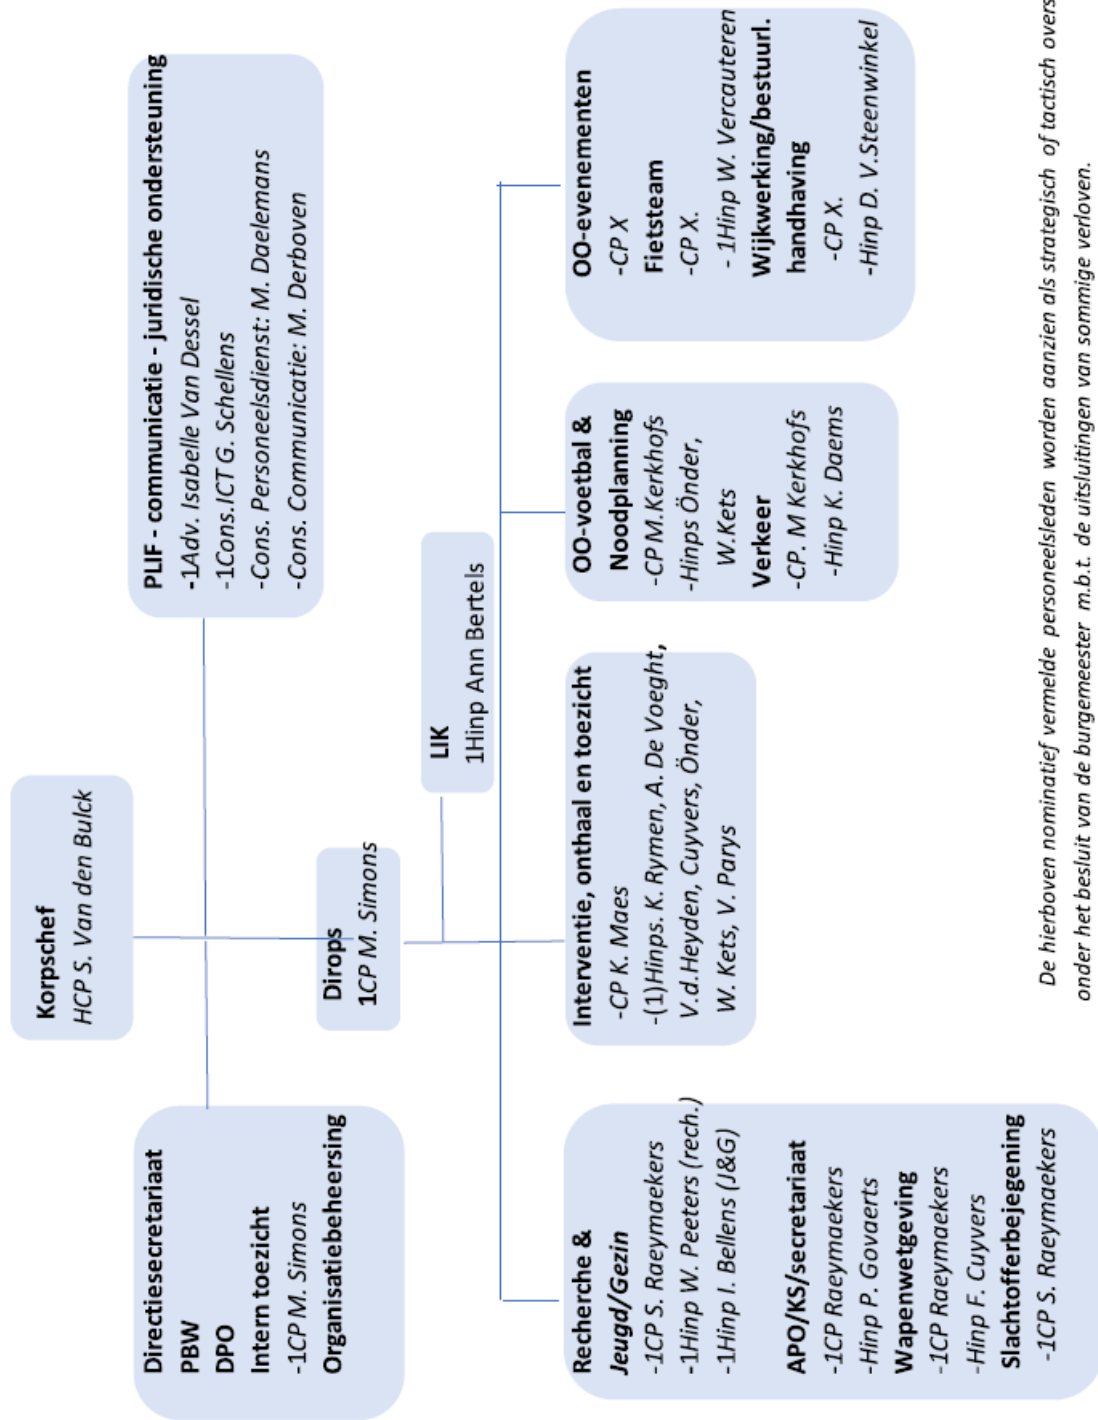 Korpschef
HCP S. Van den Bulck
Directiesecretariaat
PBW
DPO
Intern toezicht
-1CP M. Simons
Organisatiebeheersing
PLIF - communicatie - juridische ondersteuning
-1Adv. Isabelle Van Dessel
-1Cons.ICT G. Schellens
-Cons. Personeelsdienst: M. Daelemans
-Cons. Communicatie: M. Derboven
Dirops
1CP M. Simons
LIK
1Hinp Ann Bertels
Recherche &
Jeugd/Gezin
-1CP S. Raeymaekers
-1Hinp W. Peeters (rech.)
-1Hinp I. Bellens (J&G)
APO/KS/secretariaat
-1CP Raeymaekers
-Hinp P. Govaerts
Wapenwetgeving
-1CP Raeymaekers
-Hinp F. Cuyvers
Slachtofferbejegening
-1CP S. Raeymaekers
Interventie, onthaal en toezicht
-CP K. Maes
-(1)Hinps. K. Rymen, A. De Voeght,
V.d.Heyden, Cuyvers, Önder,
W. Kets, V. Parys
OO-voetbal &
Noodplanning
-CP M.Kerkhofs
-Hinps Önder,
W.Kets
Verkeer
-CP. M Kerkhofs
-Hinp K. Daems
OO-evenementen
-CP X
Fietsteam
-CP X.
- 1Hinp W. Vercauteren
Wijkwerking/bestuurl.
handhaving
-CP X.
-Hinp D. V.Steenwinkel
De hierboven nominatief vermelde personeelsleden worden aanzien als strategisch of tactisch overs
onder het besluit van de burgemeester m.b.t. de uitsluitingen van sommige verloven.